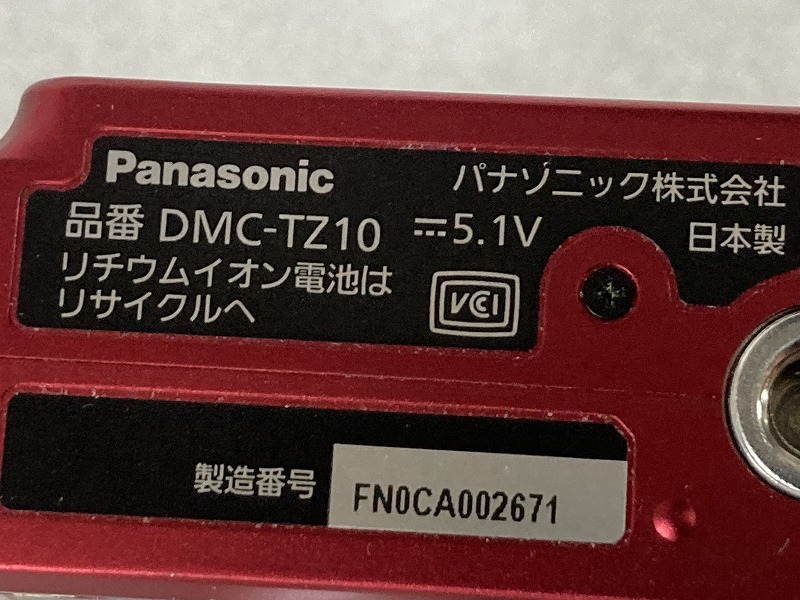 Panasonic パナソニック株式会社
品番 DMC-TZ10 ⎓5.1V 日本製
リチウムイオン電池は
リサイクルへ
VCCI
製造番号 FN0CA002671